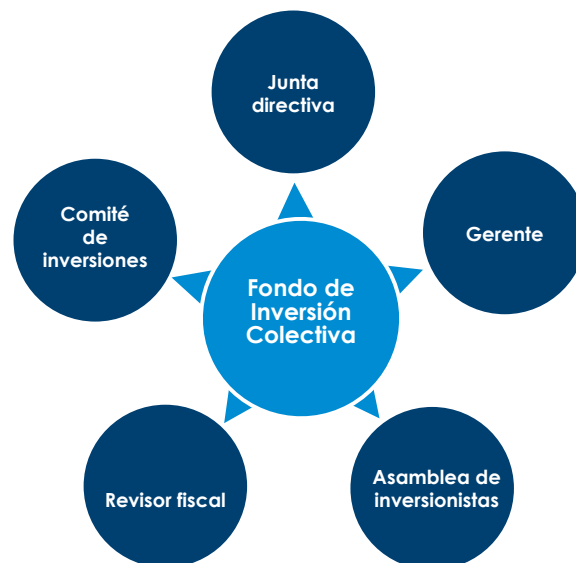 Junta
directiva
Gerente
Asamblea de
inversionistas
Revisor fiscal
Comité
de
inversiones
Fondo de
Inversión
Colectiva